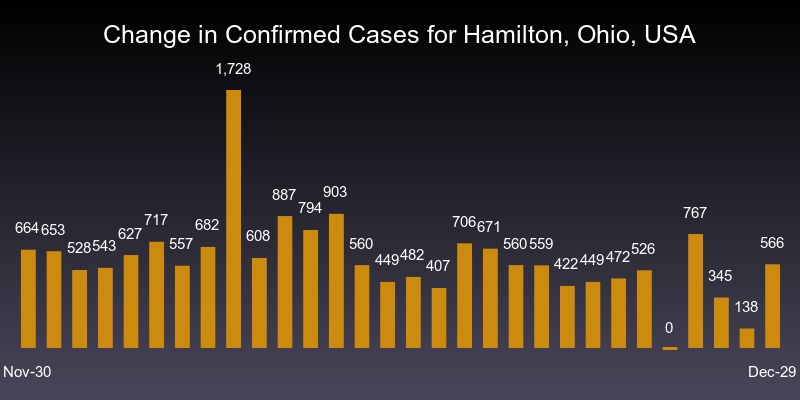 Change in Confirmed Cases for Hamilton, Ohio, USA
664 653 528 543 627 717 557 682 1,728 608 887 794 903 560 449 482 407 706 671 560 559 422 449 472 526 0 767 345 138 566
Nov-30 Dec-29